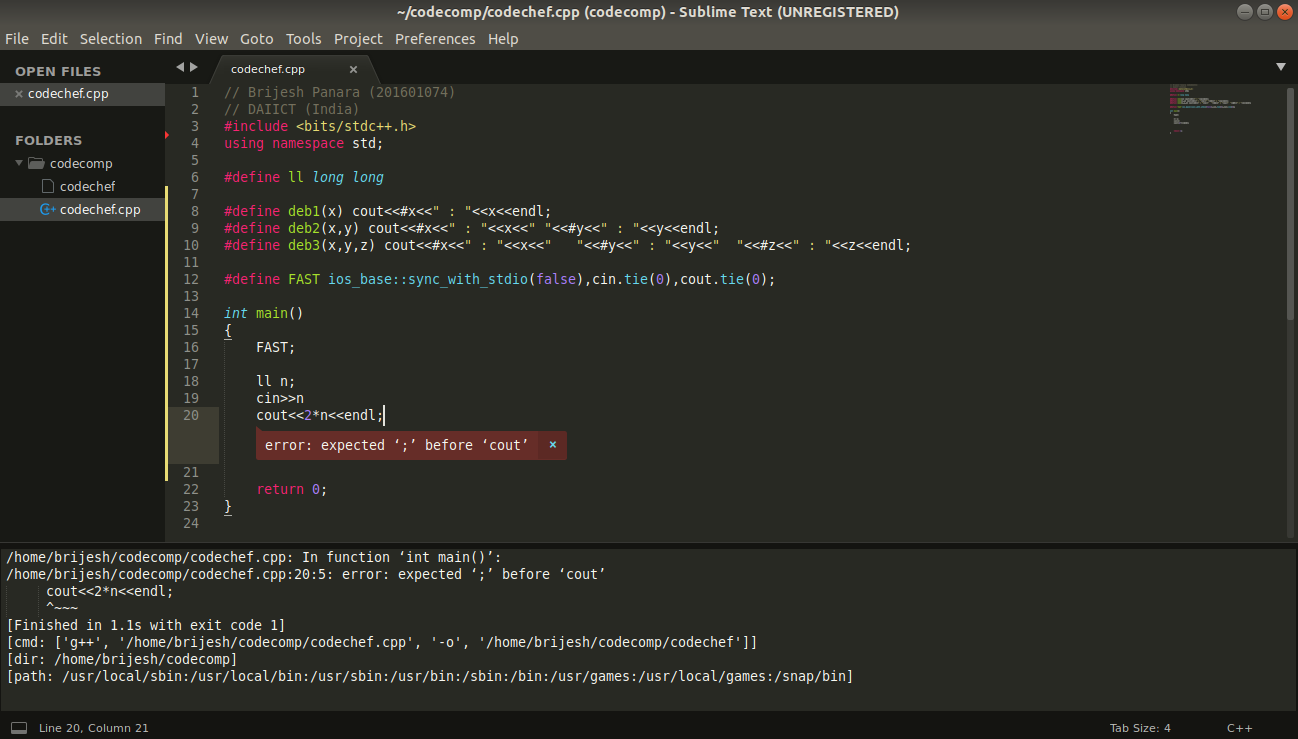 ~/codecomp/codechef.cpp (codecomp) - Sublime Text (UNREGISTERED)
File Edit Selection Find View Goto Tools Project Preferences Help
OPEN FILES
codechef.cpp
FOLDERS
codecomp
codechef
codechef.cpp
codechef.cpp
1 // Brijesh Panara (201601074)
2 // DAIICT (India)
3 #include <bits/stdc++.h>
4 using namespace std;
5
6 #define ll long long
7
8 #define deb1(x) cout<<#x<<" : "<<x<<endl;
9 #define deb2(x,y) cout<<#x<<" : "<<x<<" "<<#y<<" : "<<y<<endl;
10 #define deb3(x,y,z) cout<<#x<<" : "<<x<<"   "<<#y<<" : "<<y<<"  "<<#z<<" : "<<z<<endl;
11
12 #define FAST ios_base::sync_with_stdio(false),cin.tie(0),cout.tie(0);
13
14 int main()
15 {
16     FAST;
17
18     ll n;
19     cin>>n
20     cout<<2*n<<endl;
error: expected ‘;’ before ‘cout’ ×
21
22     return 0;
23 }
24
/home/brijesh/codecomp/codechef.cpp: In function ‘int main()’:
/home/brijesh/codecomp/codechef.cpp:20:5: error: expected ‘;’ before ‘cout’
     cout<<2*n<<endl;
     ^~~~
[Finished in 1.1s with exit code 1]
[cmd: ['g++', '/home/brijesh/codecomp/codechef.cpp', '-o', '/home/brijesh/codecomp/codechef']]
[dir: /home/brijesh/codecomp]
[path: /usr/local/sbin:/usr/local/bin:/usr/sbin:/usr/bin:/sbin:/bin:/usr/games:/usr/local/games:/snap/bin]
Line 20, Column 21
Tab Size: 4
C++